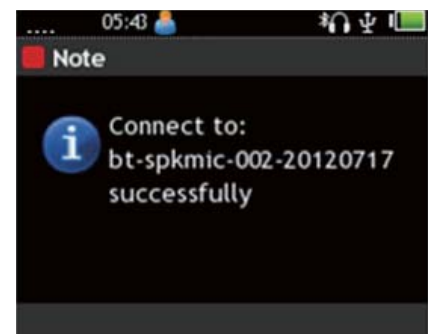 05:43
Note
Connect to:
bt-spkmic-002-20120717
successfully